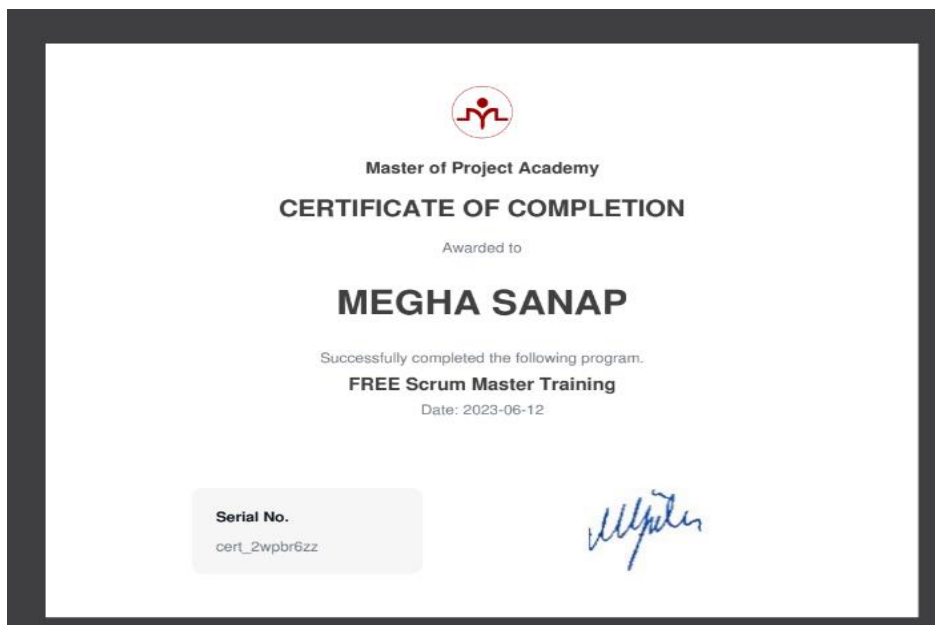 Master of Project Academy
CERTIFICATE OF COMPLETION
Awarded to
MEGHA SANAP
Successfully completed the following program.
FREE Scrum Master Training
Date: 2023-06-12
Serial No.
cert_2wpbr6zz